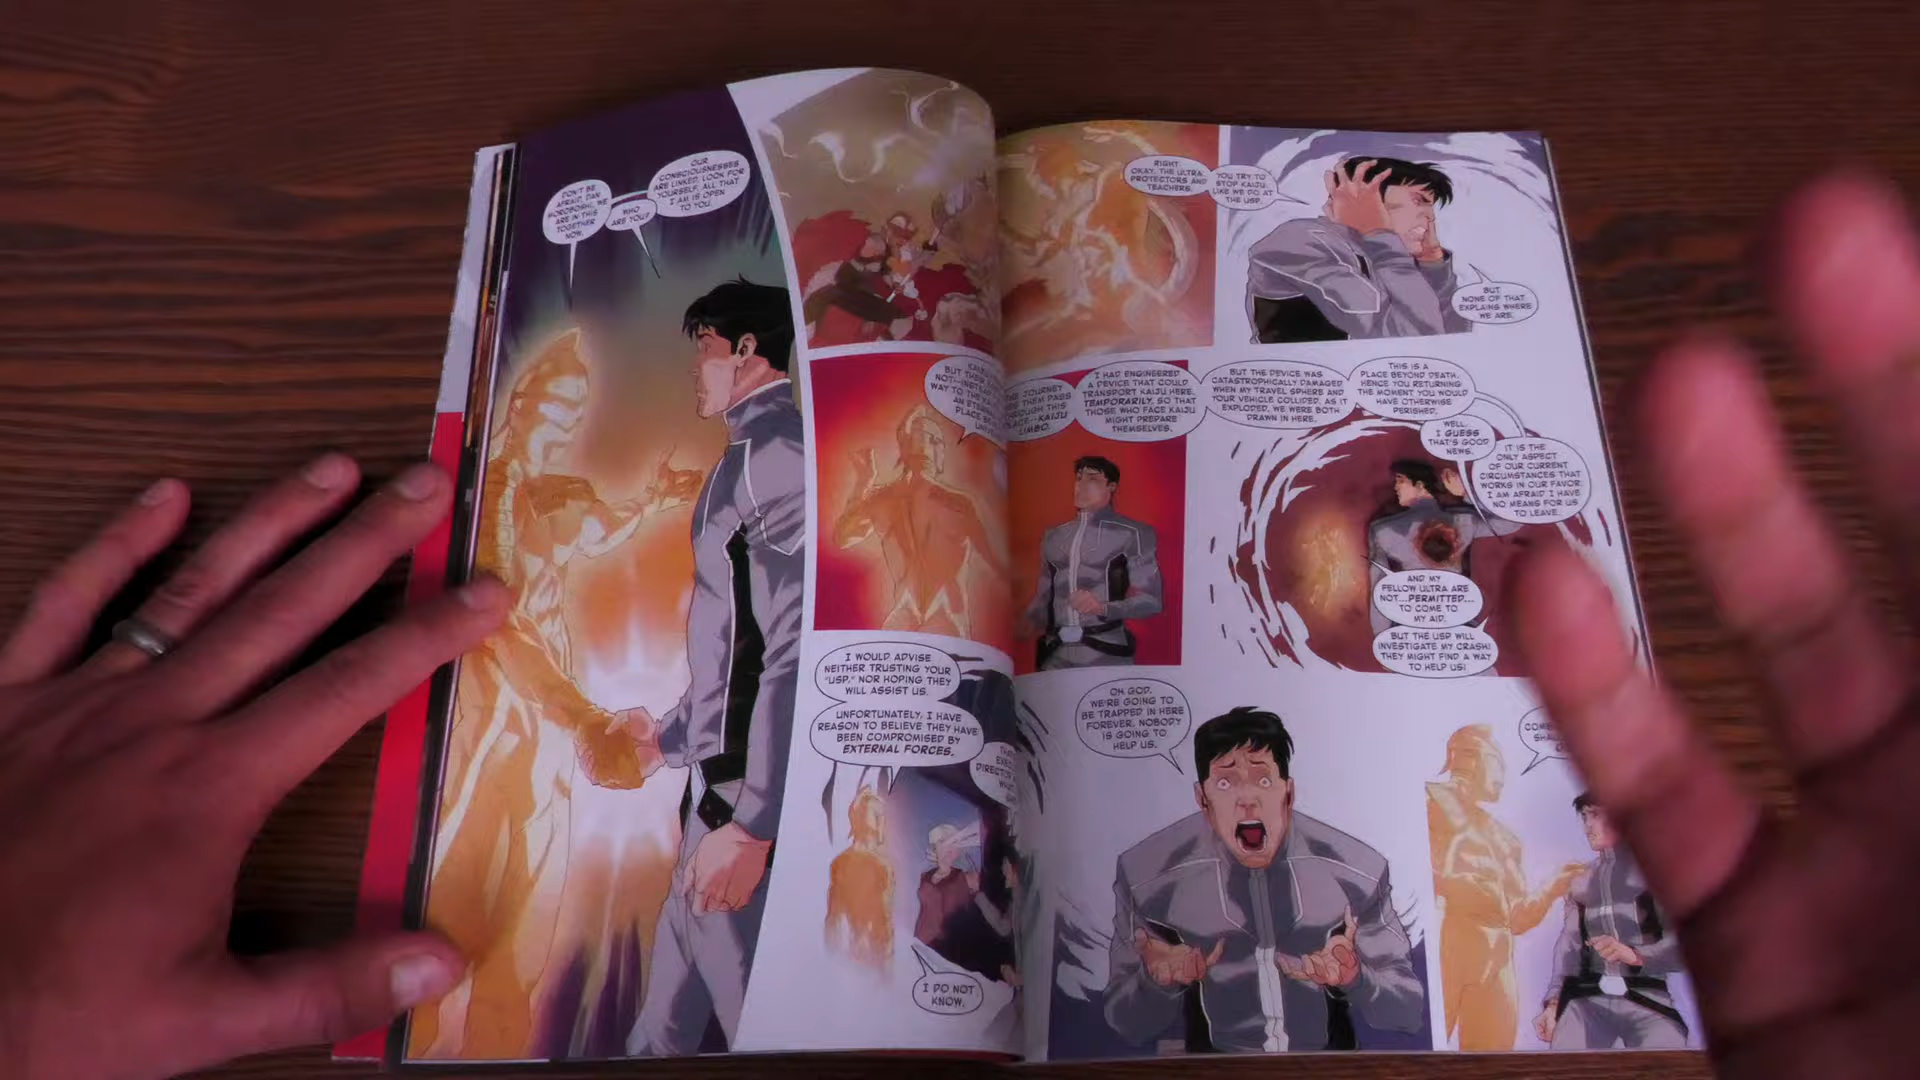 DON'T BE
AFRAID, DAN
MOROBOSHI. WE
ARE IN THIS
TOGETHER
NOW.
WHO
ARE YOU?
OUR
CONSCIOUSNESSES
ARE LINKED. LOOK FOR
YOURSELF. ALL THAT
I AM IS OPEN
TO YOU.
BUT THEIR
NOT--INSTEAD
WAY TO THE
AN ETERNAL
PLACE
I WOULD ADVISE
NEITHER TRUSTING YOUR
"USP," NOR HOPING THEY
WILL ASSIST US.
UNFORTUNATELY, I HAVE
REASON TO BELIEVE THEY HAVE
BEEN COMPROMISED BY
EXTERNAL FORCES.
DIRECTOR
I DO NOT
KNOW.
RIGHT.
OKAY. THE ULTRA.
PROTECTORS AND
TEACHERS.
YOU TRY TO
STOP KAIJU.
LIKE WE DO AT
THE USP.
BUT
NONE OF THAT
EXPLAINS WHERE
WE ARE.
JOURNEY
THEM PASS
THROUGH THIS
PLACE--KAIJU
LIMBO.
I HAD ENGINEERED
A DEVICE THAT COULD
TRANSPORT KAIJU HERE,
TEMPORARILY, SO THAT
THOSE WHO FACE KAIJU
MIGHT PREPARE
THEMSELVES.
BUT THE DEVICE WAS
CATASTROPHICALLY DAMAGED
WHEN MY TRAVEL SPHERE AND
YOUR VEHICLE COLLIDED. AS IT
EXPLODED, WE WERE BOTH
DRAWN IN HERE.
THIS IS A
PLACE BEYOND DEATH.
HENCE YOU RETURNING
THE MOMENT YOU WOULD
HAVE OTHERWISE
PERISHED.
WELL,
I GUESS
THAT'S GOOD
NEWS.
IT IS THE
ONLY ASPECT
OF OUR CURRENT
CIRCUMSTANCES THAT
WORKS IN OUR FAVOR.
I AM AFRAID I HAVE
NO MEANS FOR US
TO LEAVE.
AND MY
FELLOW ULTRA ARE
NOT...PERMITTED...
TO COME TO
MY AID.
BUT THE USP WILL
INVESTIGATE MY CRASH!
THEY MIGHT FIND A WAY
TO HELP US!
OH GOD.
WE'RE GOING TO
BE TRAPPED IN HERE
FOREVER. NOBODY
IS GOING TO
HELP US.